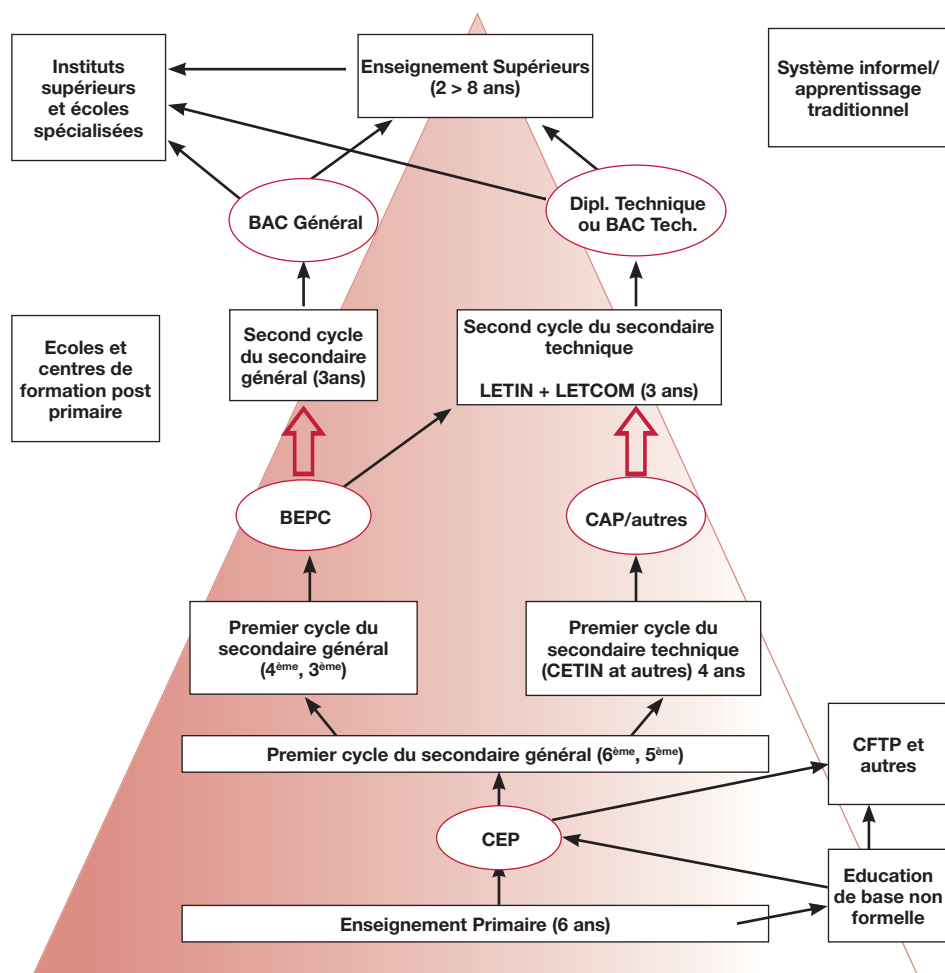 Instituts
supérieurs
et écoles
spécialisées
Enseignement Supérieurs
(2 > 8 ans)
Système informel/
apprentissage
traditionnel
BAC Général
Dipl. Technique
ou BAC Tech.
Ecoles et
centres de
formation post
primaire
Second cycle
du secondaire
général (3ans)
Second cycle du secondaire
technique
LETIN + LETCOM (3 ans)
BEPC
CAP/autres
Premier cycle du
secondaire général
(4ème, 3ème)
Premier cycle du
secondaire technique
(CETIN at autres) 4 ans
Premier cycle du secondaire général (6ème, 5ème)
CFTP et
autres
CEP
Education
de base non
formelle
Enseignement Primaire (6 ans)